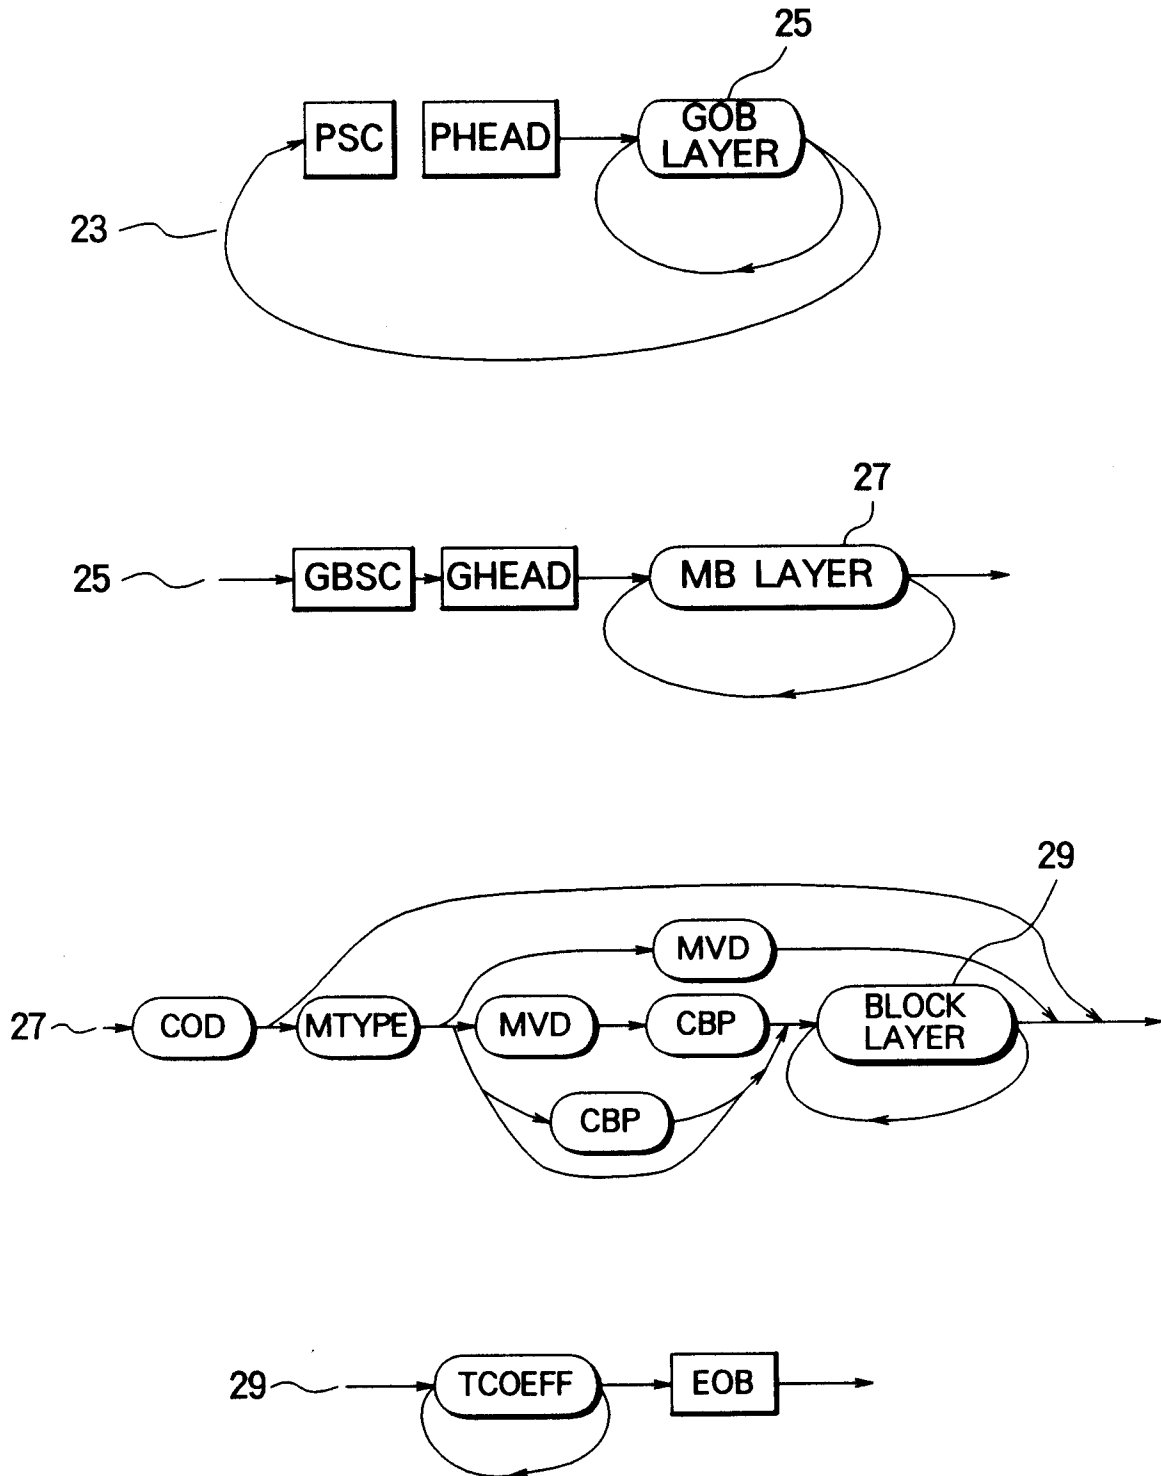 25
PSC
PHEAD
GOB
LAYER
23
27
25
GBSC
GHEAD
MB LAYER
29
MVD
27
COD
MTYPE
MVD
CBP
BLOCK
LAYER
CBP
29
TCOEFF
EOB